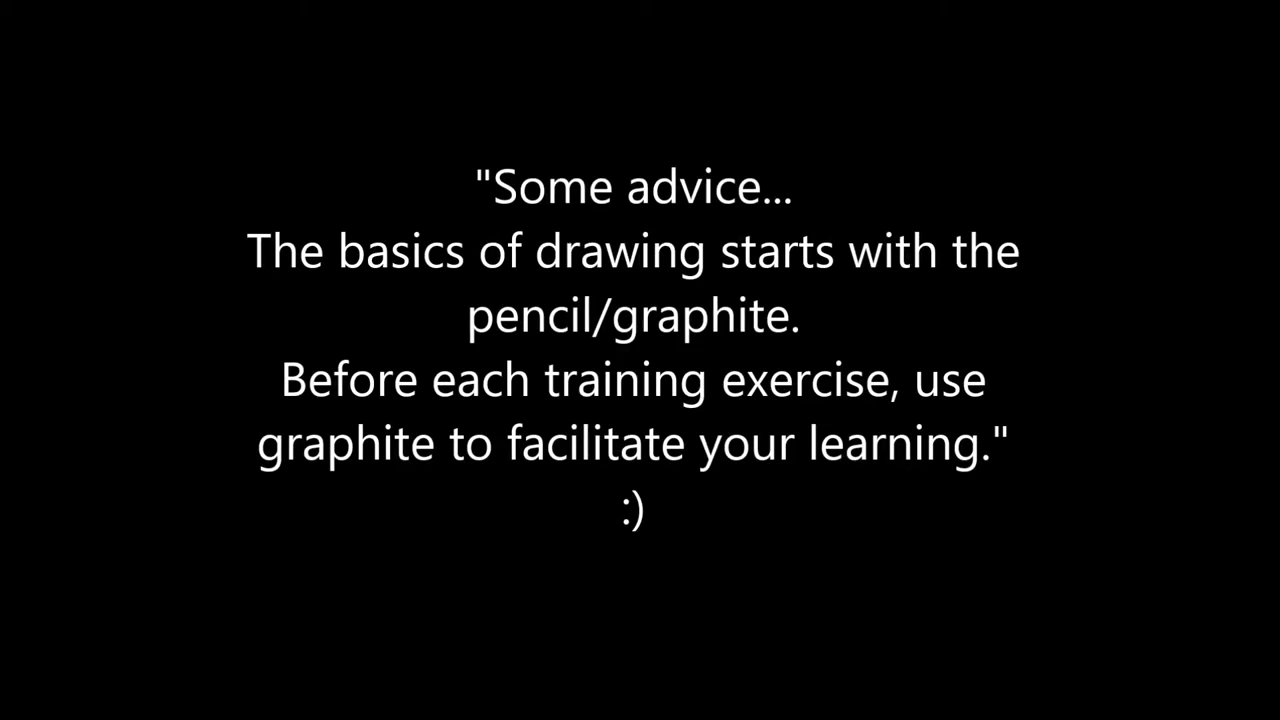 "Some advice...
The basics of drawing starts with the
pencil/graphite.
Before each training exercise, use
graphite to facilitate your learning."
:)